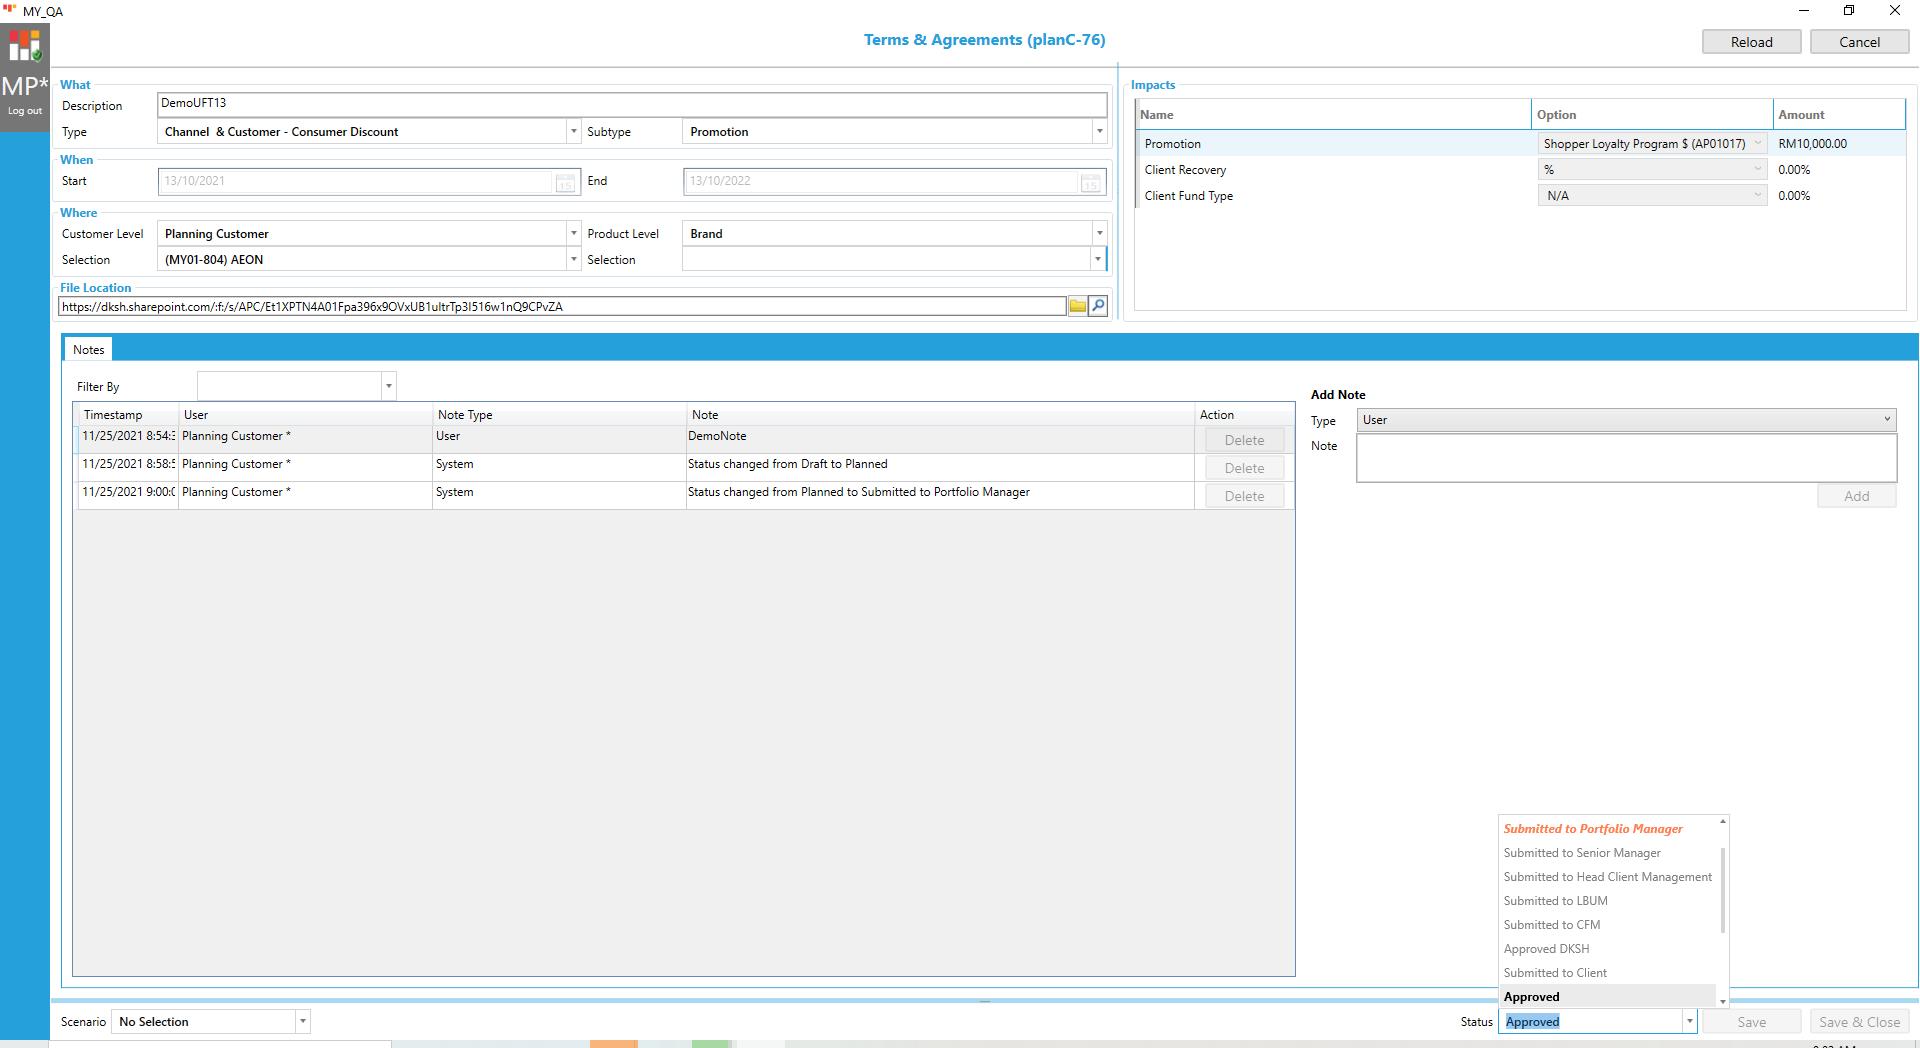 MY_QA
MP*
Log out
Terms & Agreements (planC-76)
Reload
Cancel
What
Description DemoUFT13
Type Channel & Customer - Consumer Discount Subtype Promotion
When
Start 13/10/2021 End 13/10/2022
Where
Customer Level Planning Customer Product Level Brand
Selection (MY01-804) AEON Selection
File Location
https://dksh.sharepoint.com/:f:/s/APC/Et1XPTN4A01Fpa396x9OVxUB1ultrTp3I516w1nQ9CPvZA
Impacts
Name Option Amount
Promotion Shopper Loyalty Program $ (AP01017) RM10,000.00
Client Recovery % 0.00%
Client Fund Type N/A 0.00%
Notes
Filter By
Timestamp User Note Type Note Action
11/25/2021 8:54:3 Planning Customer * User DemoNote Delete
11/25/2021 8:58:5 Planning Customer * System Status changed from Draft to Planned Delete
11/25/2021 9:00:0 Planning Customer * System Status changed from Planned to Submitted to Portfolio Manager Delete
Add Note
Type User
Note
Add
Submitted to Portfolio Manager
Submitted to Senior Manager
Submitted to Head Client Management
Submitted to LBUM
Submitted to CFM
Approved DKSH
Submitted to Client
Approved
Scenario No Selection
Status Approved
Save
Save & Close